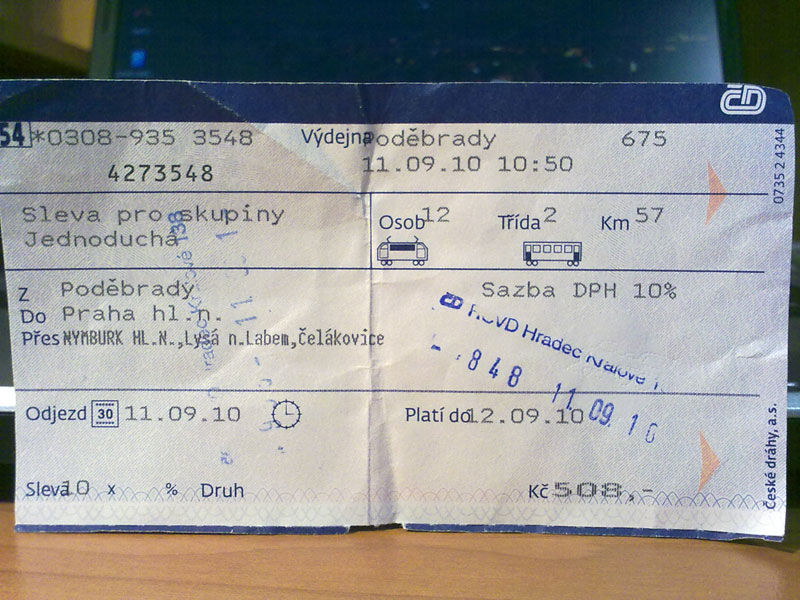 ČD
54 *0308-935 3548 Výdejna Poděbrady 675
4273548 11.09.10 10:50
0735 2 4344
Sleva pro skupiny
Jednoduchá
Osob 12 Třída 2 Km 57
Z Poděbrady
Do Praha hl.n.
Přes NYMBURK HL.N.,Lysá n.Labem,Čelákovice
Sazba DPH 10%
ČD Hradec Králové
848 11 09. 10
Odjezd 30 11.09.10 Platí do 12.09.10
Sleva 10 x % Druh Kč 508,-
České dráhy, a.s.